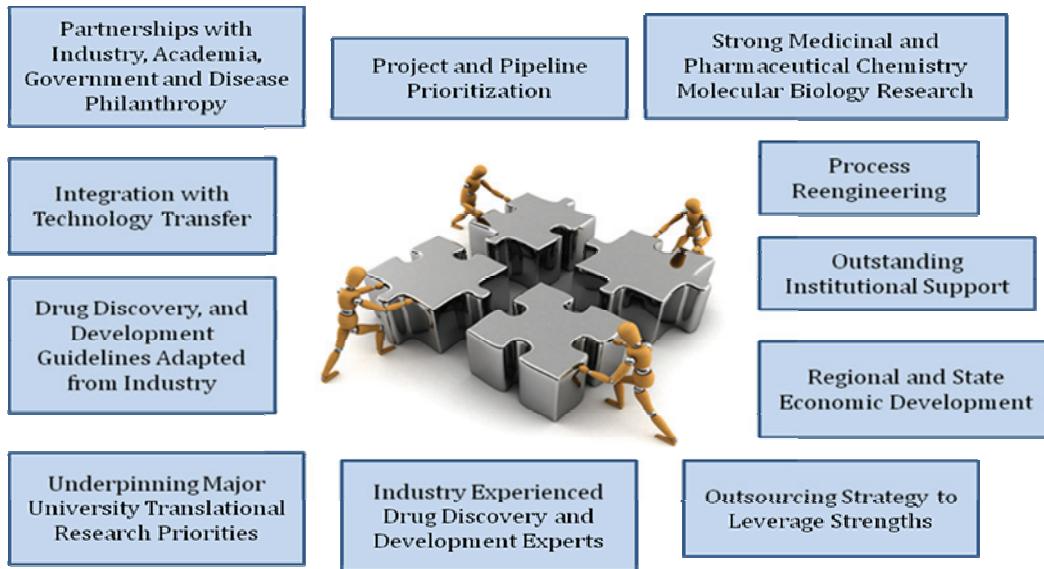 Partnerships with
Industry, Academia,
Government and Disease
Philanthropy
Project and Pipeline
Prioritization
Strong Medicinal and
Pharmaceutical Chemistry
Molecular Biology Research
Integration with
Technology Transfer
Process
Reengineering
Outstanding
Institutional Support
Drug Discovery, and
Development
Guidelines Adapted
from Industry
Regional and State
Economic Development
Underpinning Major
University Translational
Research Priorities
Industry Experienced
Drug Discovery and
Development Experts
Outsourcing Strategy to
Leverage Strengths